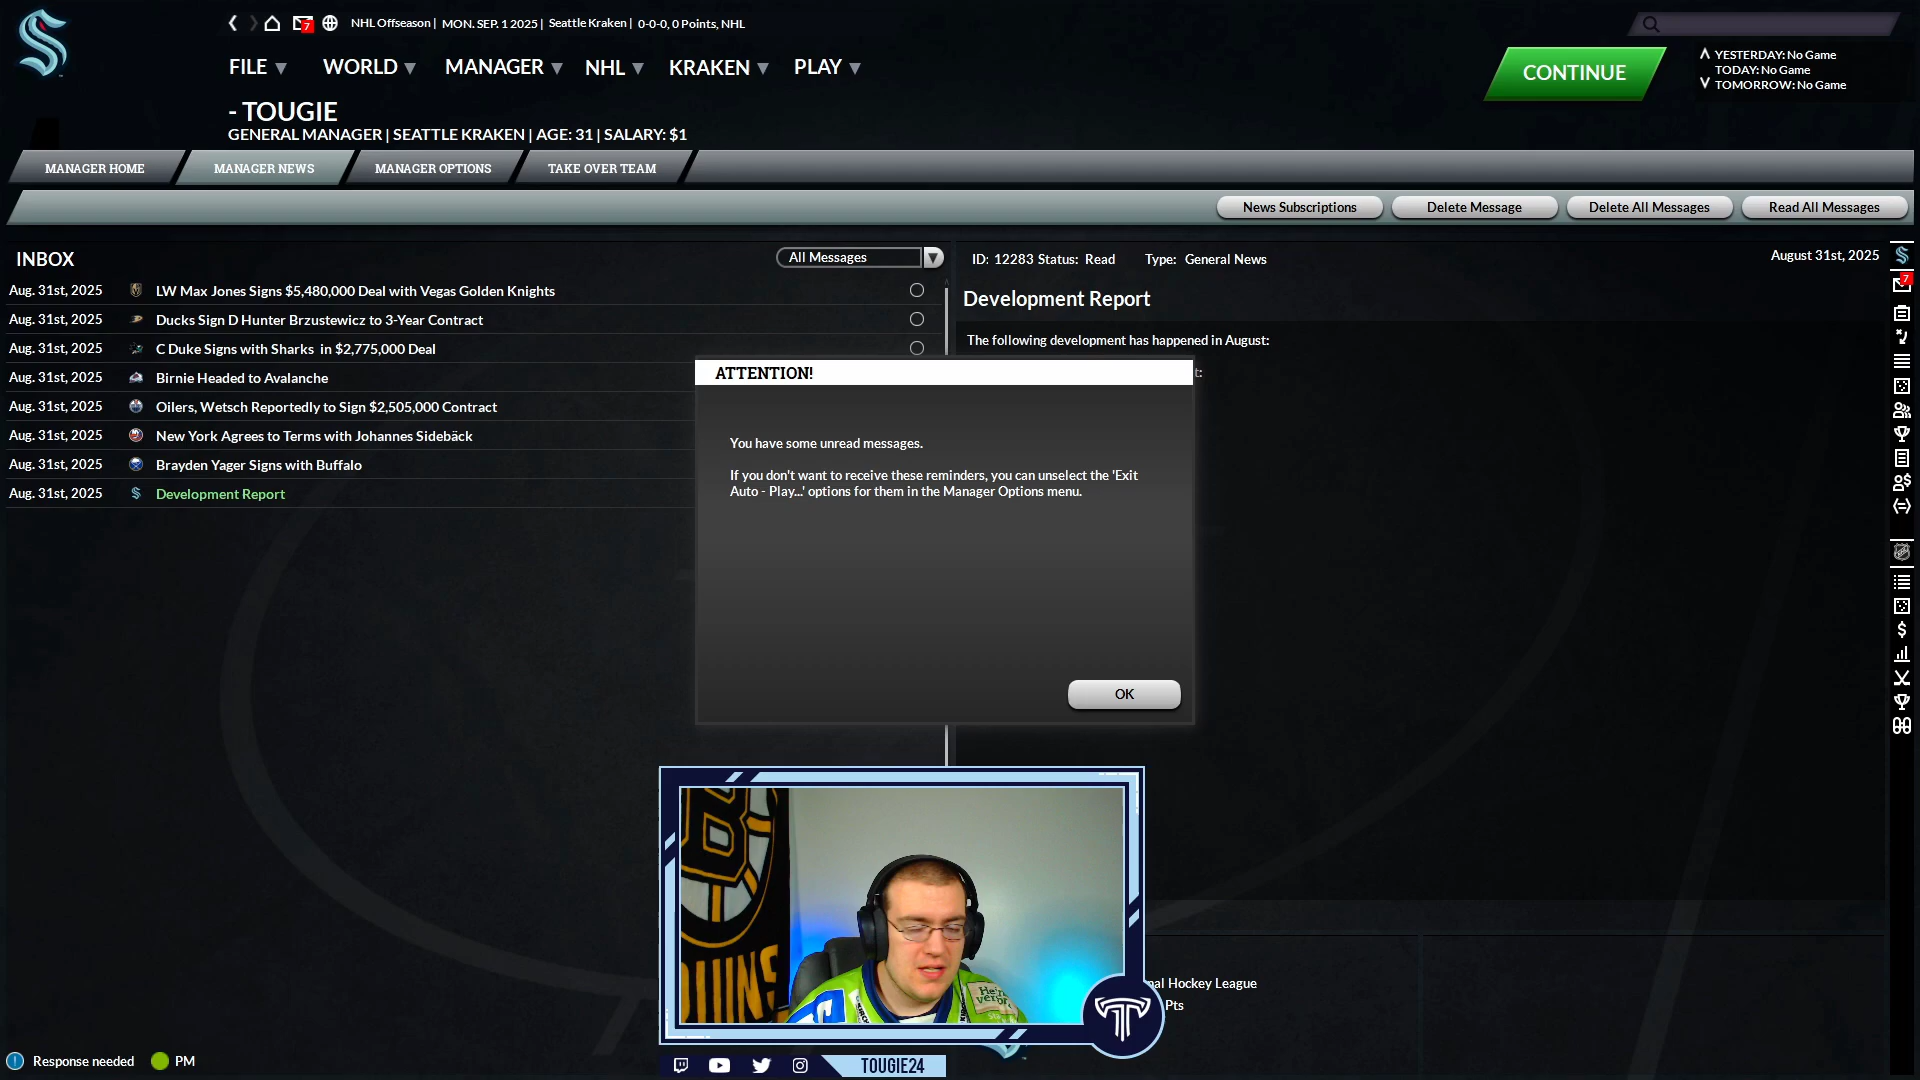 7
NHL Offseason | MON. SEP. 1 2025 | Seattle Kraken | 0-0-0, 0 Points, NHL
FILE WORLD MANAGER NHL KRAKEN PLAY
CONTINUE
YESTERDAY: No Game
TODAY: No Game
TOMORROW: No Game
- TOUGIE
GENERAL MANAGER | SEATTLE KRAKEN | AGE: 31 | SALARY: $1
MANAGER HOME MANAGER NEWS MANAGER OPTIONS TAKE OVER TEAM
News Subscriptions Delete Message Delete All Messages Read All Messages
INBOX
All Messages
Aug. 31st, 2025 LW Max Jones Signs $5,480,000 Deal with Vegas Golden Knights
Aug. 31st, 2025 Ducks Sign D Hunter Brzustewicz to 3-Year Contract
Aug. 31st, 2025 C Duke Signs with Sharks in $2,775,000 Deal
Aug. 31st, 2025 Birnie Headed to Avalanche
Aug. 31st, 2025 Oilers, Wetsch Reportedly to Sign $2,505,000 Contract
Aug. 31st, 2025 New York Agrees to Terms with Johannes Sidebäck
Aug. 31st, 2025 Brayden Yager Signs with Buffalo
Aug. 31st, 2025 Development Report
ID: 12283 Status: Read Type: General News
August 31st, 2025
7
Development Report
The following development has happened in August:
t:
ATTENTION!
You have some unread messages.
If you don't want to receive these reminders, you can unselect the 'Exit
Auto - Play...' options for them in the Manager Options menu.
OK
nal Hockey League
Pts
B
UINS
TOUGIE24
Response needed PM